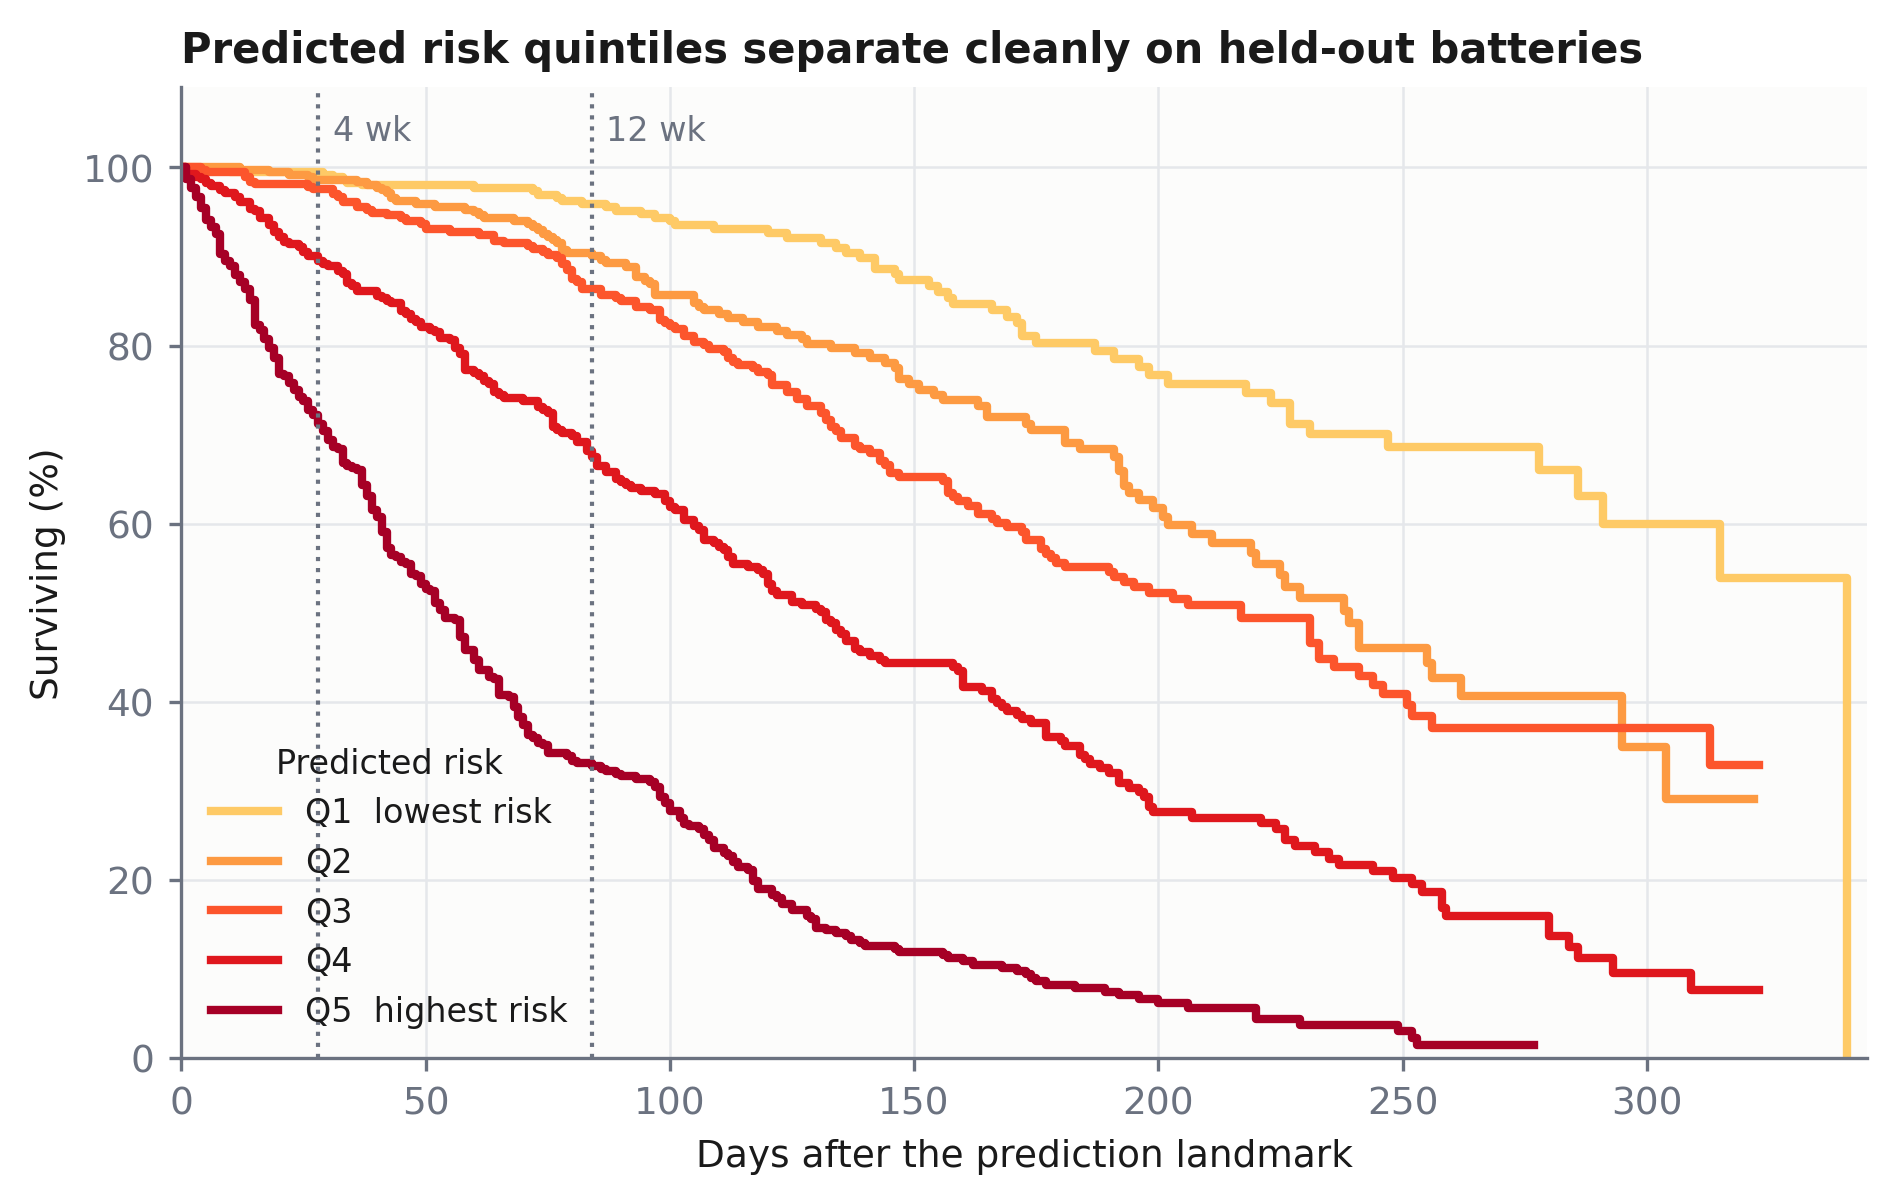 Predicted risk quintiles separate cleanly on held-out batteries
4 wk
12 wk
100
80
60
40
20
0
Surviving (%)
Predicted risk
Q1 lowest risk
Q2
Q3
Q4
Q5 highest risk
0 50 100 150 200 250 300
Days after the prediction landmark